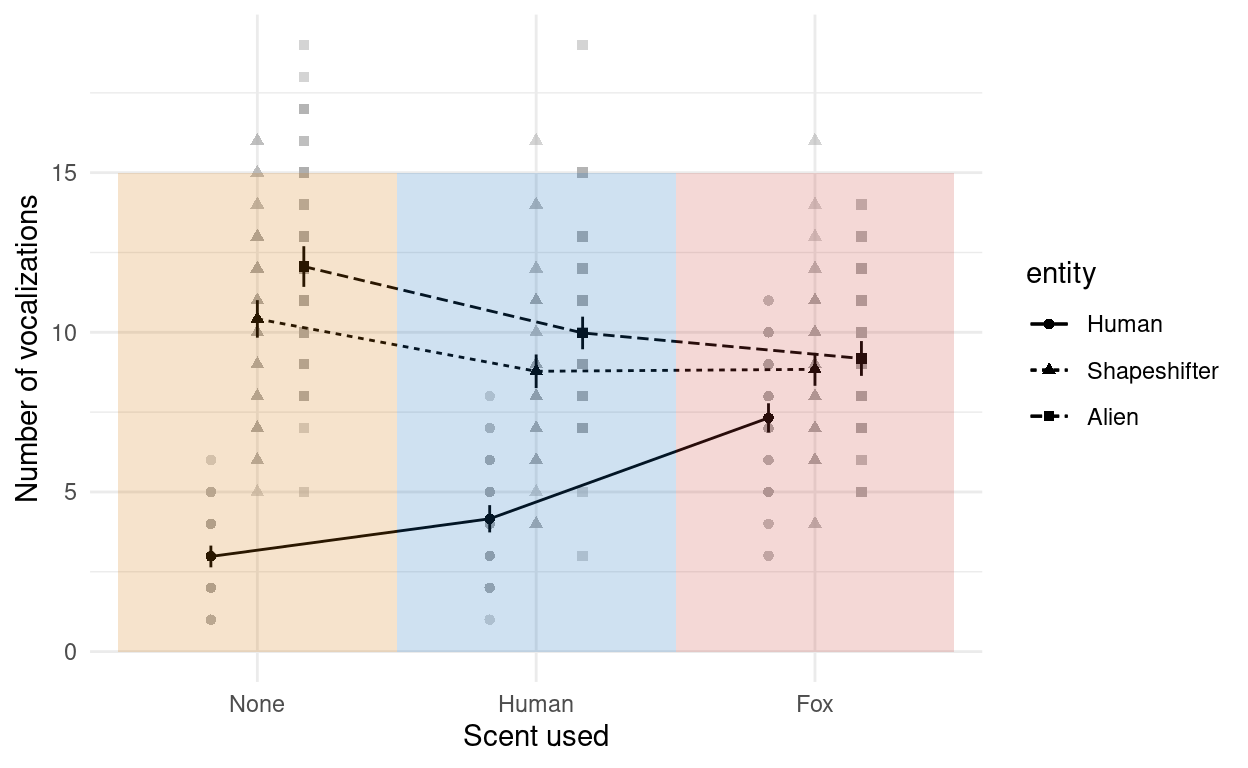 Number of vocalizations
15
10
5
0
None
Human
Fox
Scent used
entity
Human
Shapeshifter
Alien